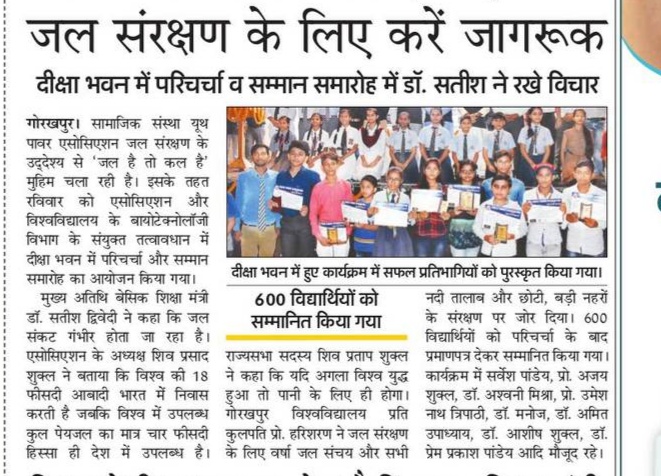 जल संरक्षण के लिए करें जागरूक
दीक्षा भवन में परिचर्चा व सम्मान समारोह में डॉ. सतीश ने रखे विचार
गोरखपुर। सामाजिक संस्था यूथ
पावर एसोसिएशन जल संरक्षण के
उद्देश्य से ‘जल है तो कल है’
मुहिम चला रही है। इसके तहत
रविवार को एसोसिएशन और
विश्वविद्यालय के बायोटेक्नोलॉजी
विभाग के संयुक्त तत्वावधान में
दीक्षा भवन में परिचर्चा और सम्मान
समारोह का आयोजन किया गया।
मुख्य अतिथि बेसिक शिक्षा मंत्री
डॉ. सतीश द्विवेदी ने कहा कि जल
संकट गंभीर होता जा रहा है।
एसोसिएशन के अध्यक्ष शिव प्रसाद
शुक्ल ने बताया कि विश्व की 18
फीसदी आबादी भारत में निवास
करती है जबकि विश्व में उपलब्ध
कुल पेयजल का मात्र चार फीसदी
हिस्सा ही देश में उपलब्ध है।
दीक्षा भवन में हुए कार्यक्रम में सफल प्रतिभागियों को पुरस्कृत किया गया।
600 विद्यार्थियों को
सम्मानित किया गया
राज्यसभा सदस्य शिव प्रताप शुक्ल
ने कहा कि यदि अगला विश्व युद्ध
हुआ तो पानी के लिए ही होगा।
गोरखपुर विश्वविद्यालय प्रति
कुलपति प्रो. हरिशरण ने जल संरक्षण
के लिए वर्षा जल संचय और सभी
नदी तालाब और छोटी, बड़ी नहरों
के संरक्षण पर जोर दिया। 600
विद्यार्थियों को परिचर्चा के बाद
प्रमाणपत्र देकर सम्मानित किया गया।
कार्यक्रम में सर्वेश पांडेय, प्रो. अजय
शुक्ल, डॉ. अश्वनी मिश्रा, प्रो. उमेश
नाथ त्रिपाठी, डॉ. मनोज, डॉ. अमित
उपाध्याय, डॉ. आशीष शुक्ल, डॉ.
प्रेम प्रकाश पांडेय आदि मौजूद रहे।